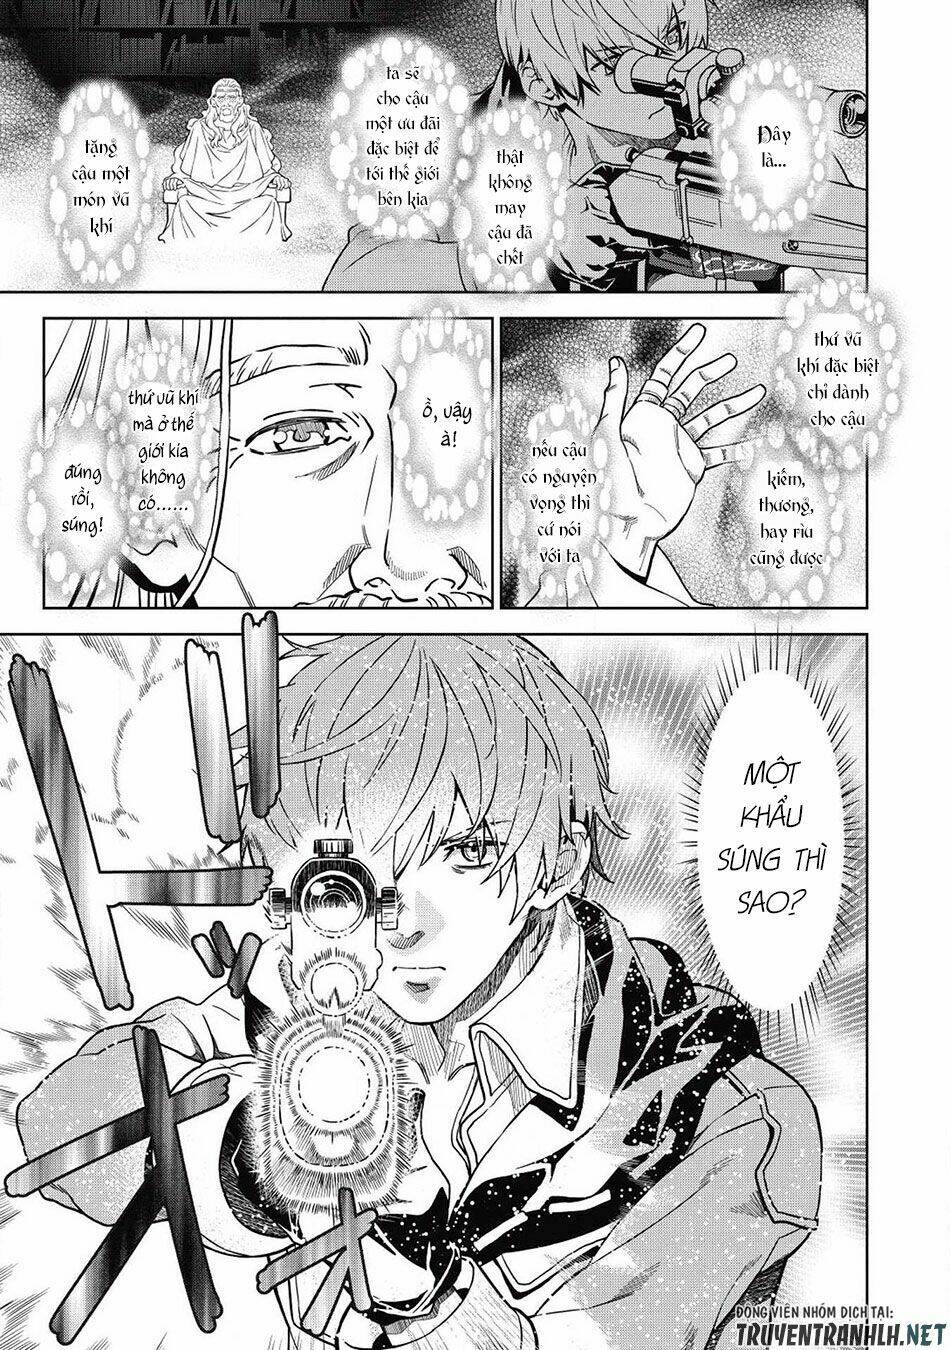 Đây
là...
thật
không
may
cậu đã
chết
ta sẽ
cho cậu
một ưu đãi
đặc biệt để
tới thế giới
bên kia
tặng
cậu một
món vũ
khí
thứ vũ
khí đặc biệt
chỉ dành
cho cậu
kiếm,
thương,
hay rìu
cũng được
nếu cậu
có nguyện
vọng thì
cứ nói
với ta
ồ, vậy
à!
thứ vũ khí
mà ở thế
giới kia
không
có......
đúng
rồi,
súng!
MỘT
KHẨU
SÚNG THÌ
SAO?
ĐỘNG VIÊN NHÓM DỊCH TẠI:
TRUYENTRANHLH.NET